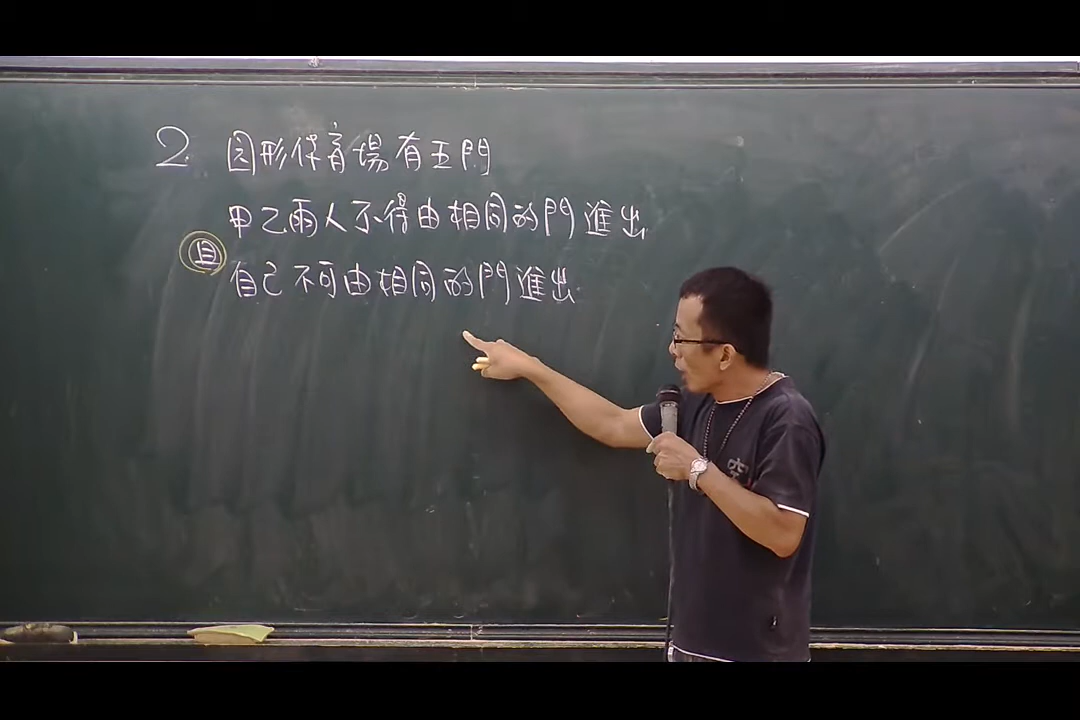 2. 圆形体育場有五門
甲乙兩人不得由相同的門進出
且
自己不可由相同的門進出